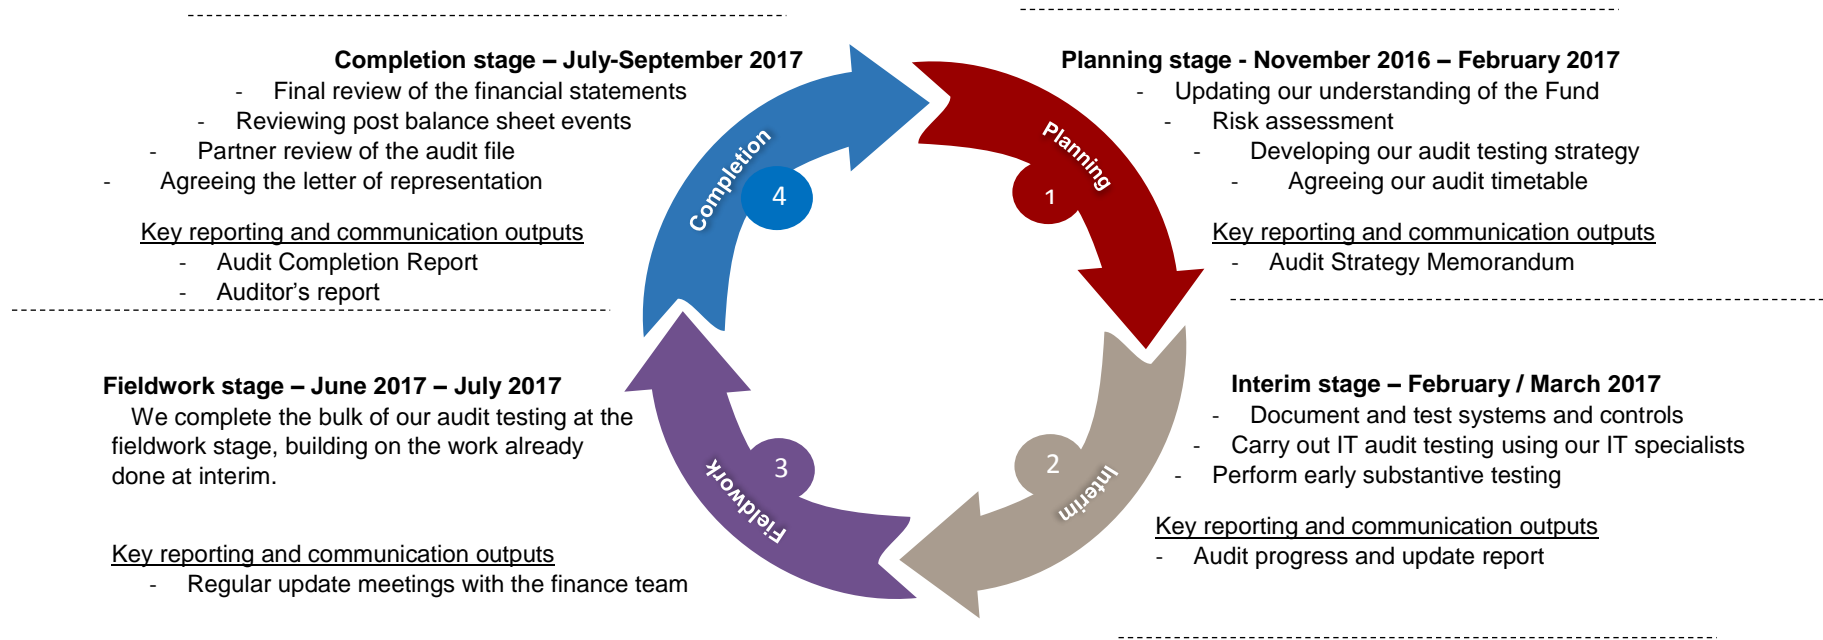 Completion stage – July-September 2017
- Final review of the financial statements
- Reviewing post balance sheet events
- Partner review of the audit file
- Agreeing the letter of representation
Key reporting and communication outputs
- Audit Completion Report
- Auditor’s report
Planning stage - November 2016 – February 2017
- Updating our understanding of the Fund
- Risk assessment
- Developing our audit testing strategy
- Agreeing our audit timetable
Key reporting and communication outputs
- Audit Strategy Memorandum
Completion
4
Planning
1
Fieldwork
3
Interim
2
Fieldwork stage – June 2017 – July 2017
We complete the bulk of our audit testing at the
fieldwork stage, building on the work already
done at interim.
Key reporting and communication outputs
- Regular update meetings with the finance team
Interim stage – February / March 2017
- Document and test systems and controls
- Carry out IT audit testing using our IT specialists
- Perform early substantive testing
Key reporting and communication outputs
- Audit progress and update report